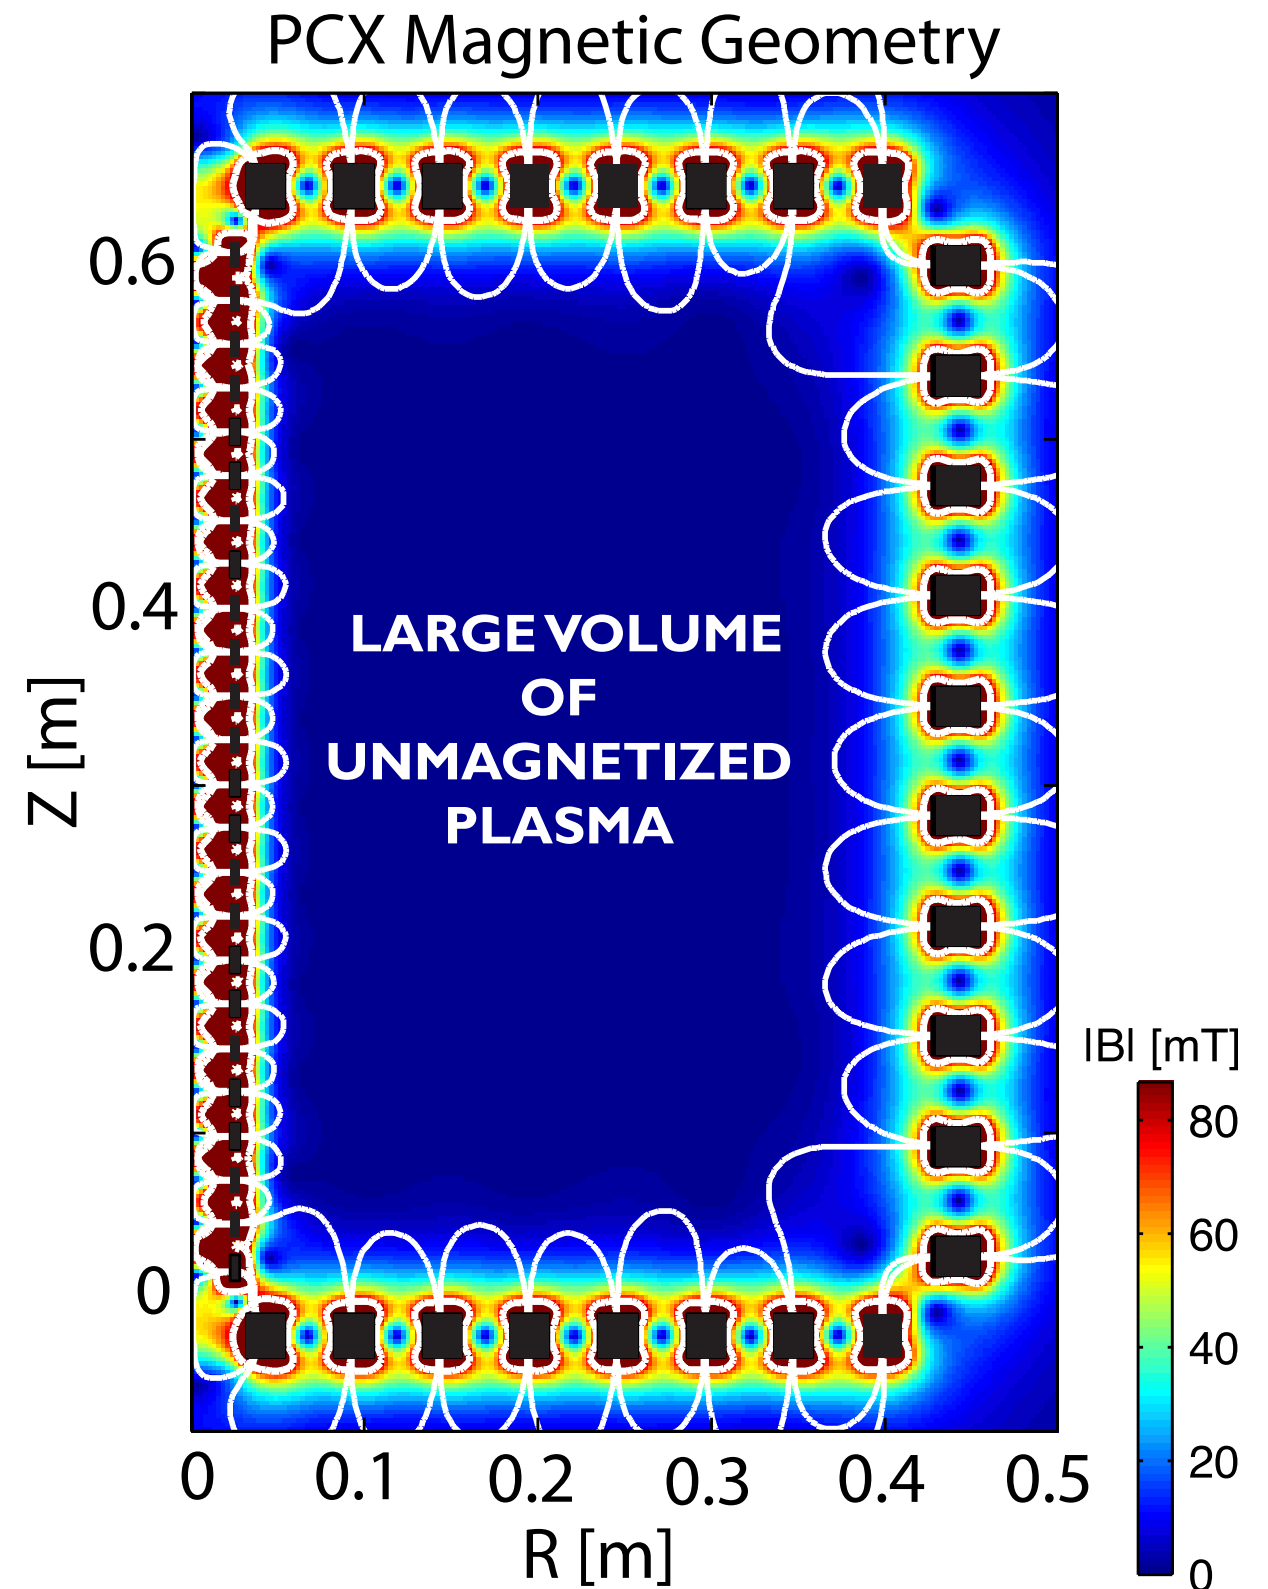 PCX Magnetic Geometry
0.6
0.4
0.2
0
Z [m]
LARGE VOLUME
OF
UNMAGNETIZED
PLASMA
0 0.1 0.2 0.3 0.4 0.5
R [m]
|B| [mT]
80
60
40
20
0